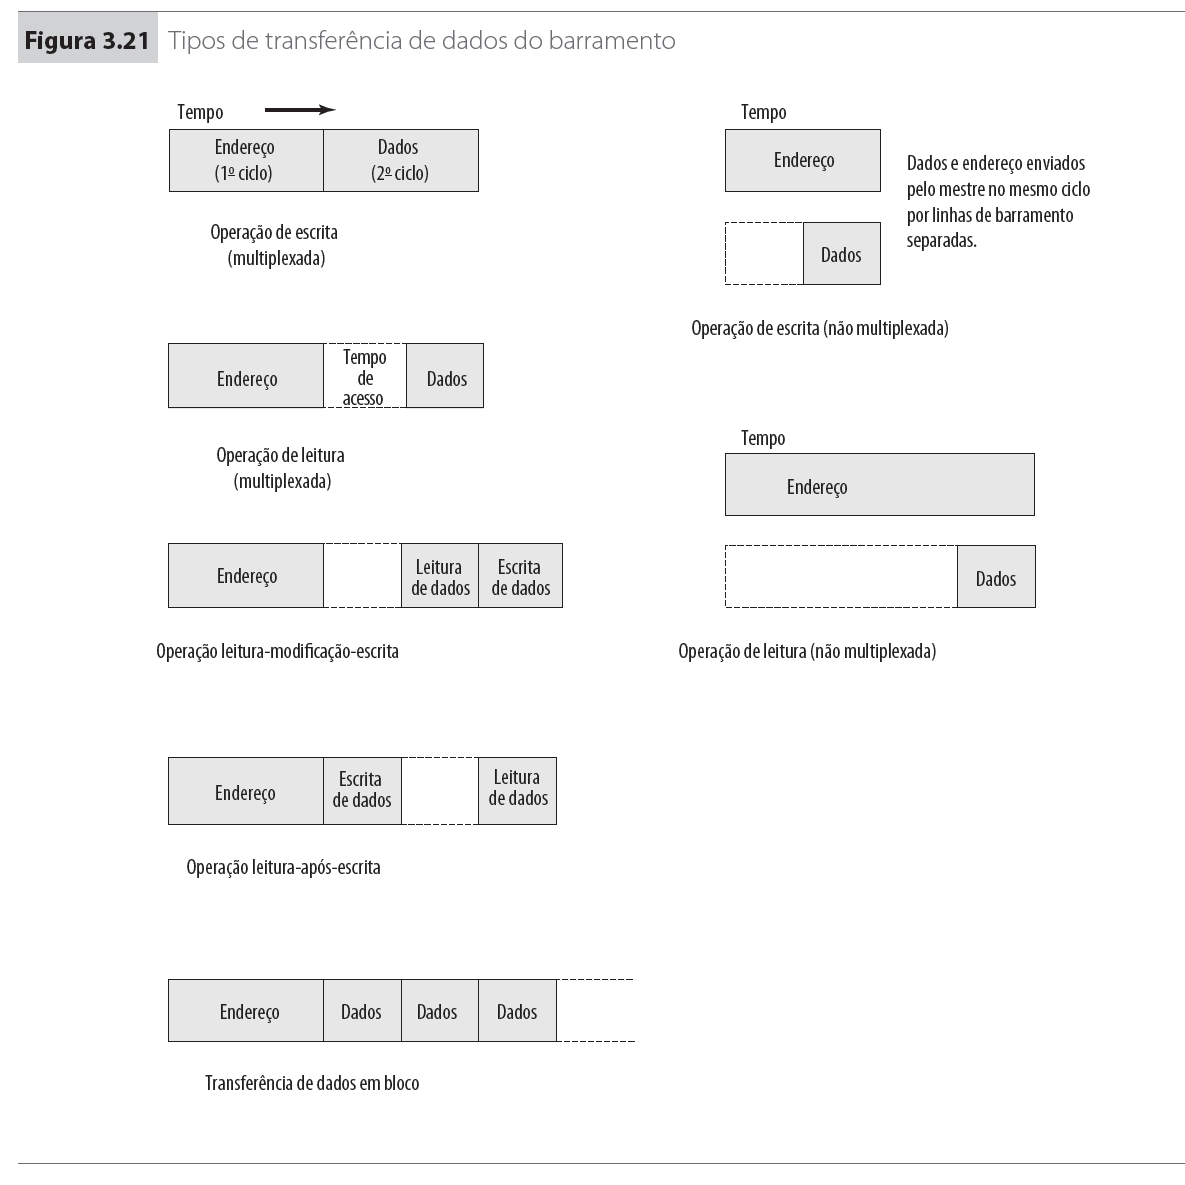 Figura 3.21 Tipos de transferência de dados do barramento
Tempo
Endereço
(1º ciclo)
Dados
(2º ciclo)
Operação de escrita
(multiplexada)
Endereço
Tempo
de
acesso
Dados
Operação de leitura
(multiplexada)
Endereço
Leitura
de dados
Escrita
de dados
Operação leitura-modificação-escrita
Endereço
Escrita
de dados
Leitura
de dados
Operação leitura-após-escrita
Endereço
Dados
Dados
Dados
Transferência de dados em bloco
Tempo
Endereço
Dados
Dados e endereço enviados
pelo mestre no mesmo ciclo
por linhas de barramento
separadas.
Operação de escrita (não multiplexada)
Tempo
Endereço
Dados
Operação de leitura (não multiplexada)